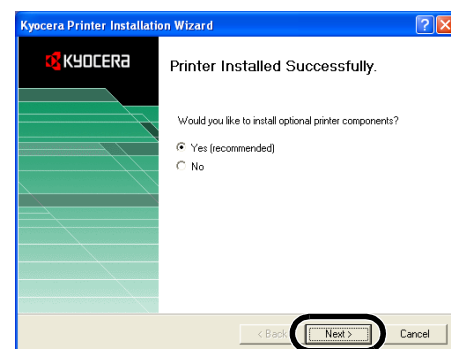 Kyocera Printer Installation Wizard
KYOCERA
Printer Installed Successfully.
Would you like to install optional printer components?
Yes (recommended)
No
< Back Next > Cancel